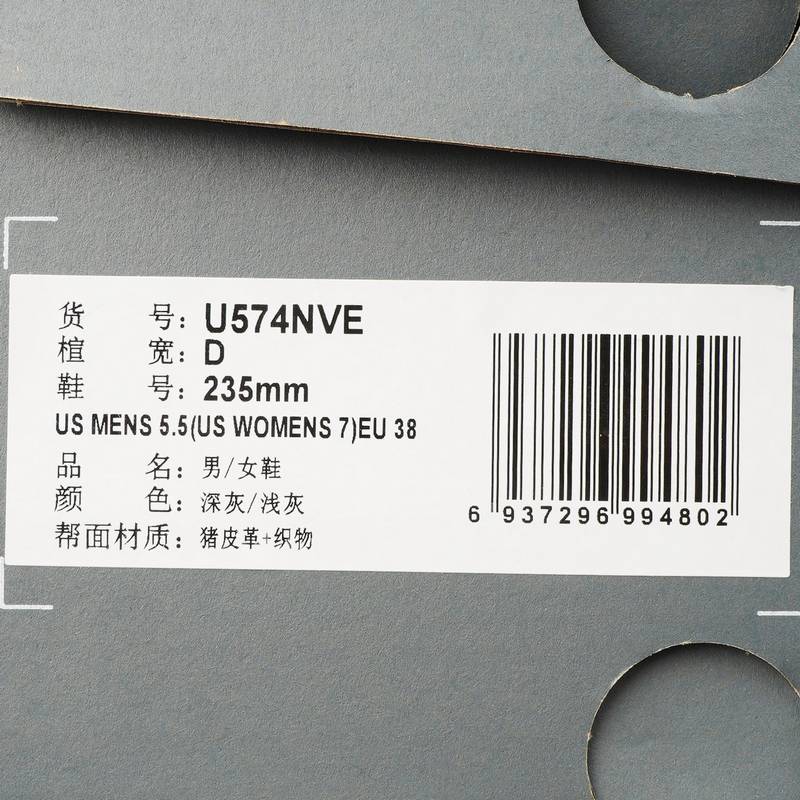 货 号：U574NVE
楦 宽：D
鞋 号：235mm
US MENS 5.5(US WOMENS 7)EU 38
品 名：男/女鞋
颜 色：深灰/浅灰
帮面材质：猪皮革+织物
6 937296 994802